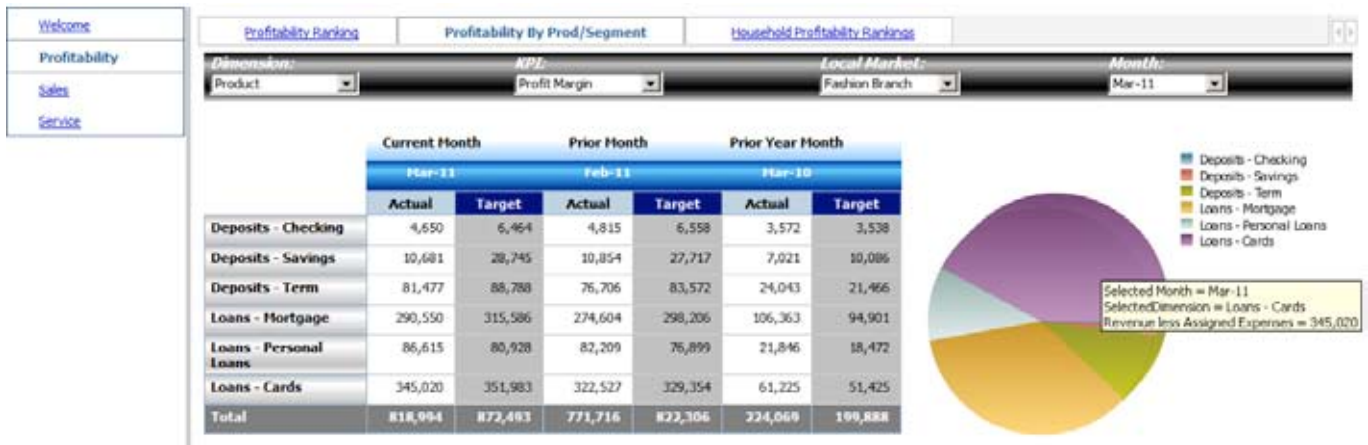 Welcome
Profitability
Sales
Service
Profitability Ranking
Profitability By Prod/Segment
Household Profitability Rankings
Dimension: KPI: Local Market: Month:
Product Profit Margin Fashion Branch Mar-11
Current Month Prior Month Prior Year Month
Mar-11 Feb-11 Mar-10
Actual Target Actual Target Actual Target
Deposits - Checking 4,650 6,464 4,815 6,558 3,572 3,538
Deposits - Savings 10,681 28,745 10,854 27,717 7,021 10,086
Deposits - Term 81,477 88,788 76,706 83,572 24,043 21,466
Loans - Mortgage 290,550 315,586 274,604 298,206 106,363 94,901
Loans - Personal
Loans 86,615 80,928 82,209 76,899 21,846 18,472
Loans - Cards 345,020 351,983 322,527 329,354 61,225 51,425
Total 818,994 872,493 771,716 822,306 224,069 199,888
Deposits - Checking
Deposits - Savings
Deposits - Term
Loans - Mortgage
Loans - Personal Loans
Loans - Cards
Selected Month = Mar-11
SelectedDimension = Loans - Cards
Revenue less Assigned Expenses = 345,020